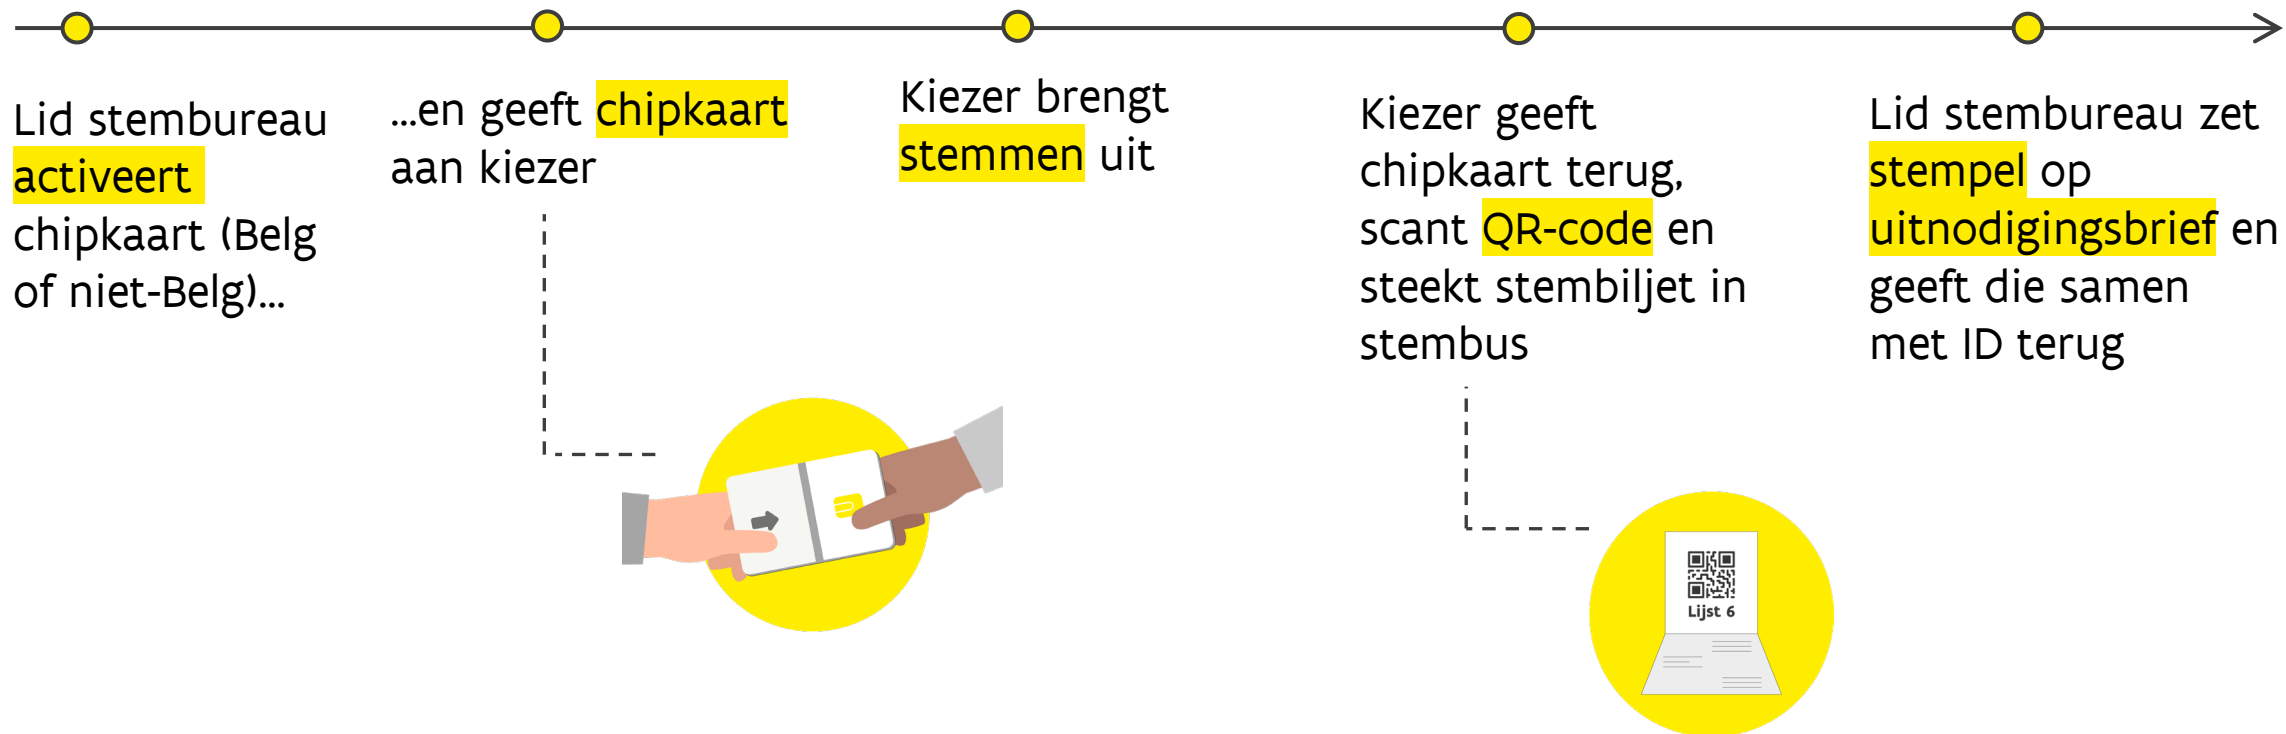 Lid stembureau
activeert
chipkaart (Belg
of niet-Belg)...
...en geeft chipkaart
aan kiezer
Kiezer brengt
stemmen uit
Kiezer geeft
chipkaart terug,
scant QR-code en
steekt stembiljet in
stembus
Lid stembureau zet
stempel op
uitnodigingsbrief en
geeft die samen
met ID terug
Lijst 6